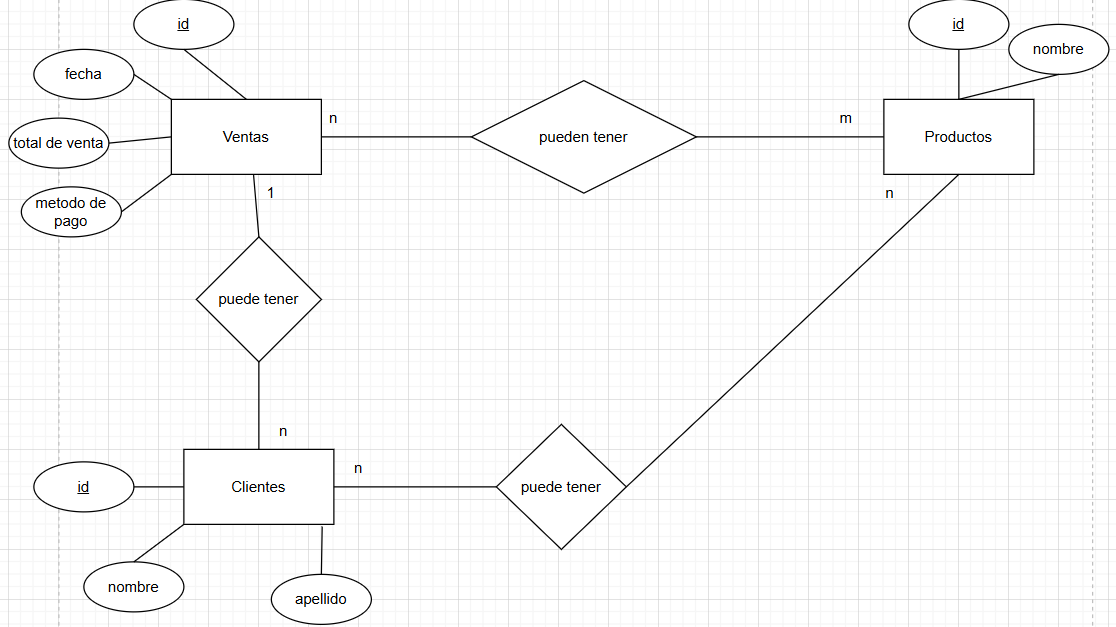 id
id
nombre
fecha
n
m
Ventas
pueden tener
Productos
total de venta
1
n
metodo de
pago
puede tener
n
n
id
Clientes
puede tener
nombre
apellido